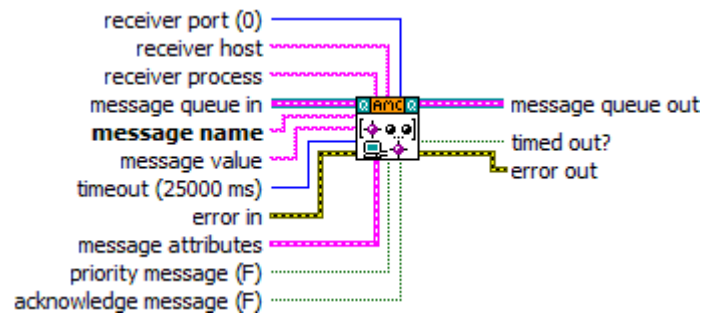 receiver port (0)
receiver host
receiver process
message queue in
message name
message value
timeout (25000 ms)
error in
message attributes
priority message (F)
acknowledge message (F)
Q AMC Q
message queue out
timed out?
error out